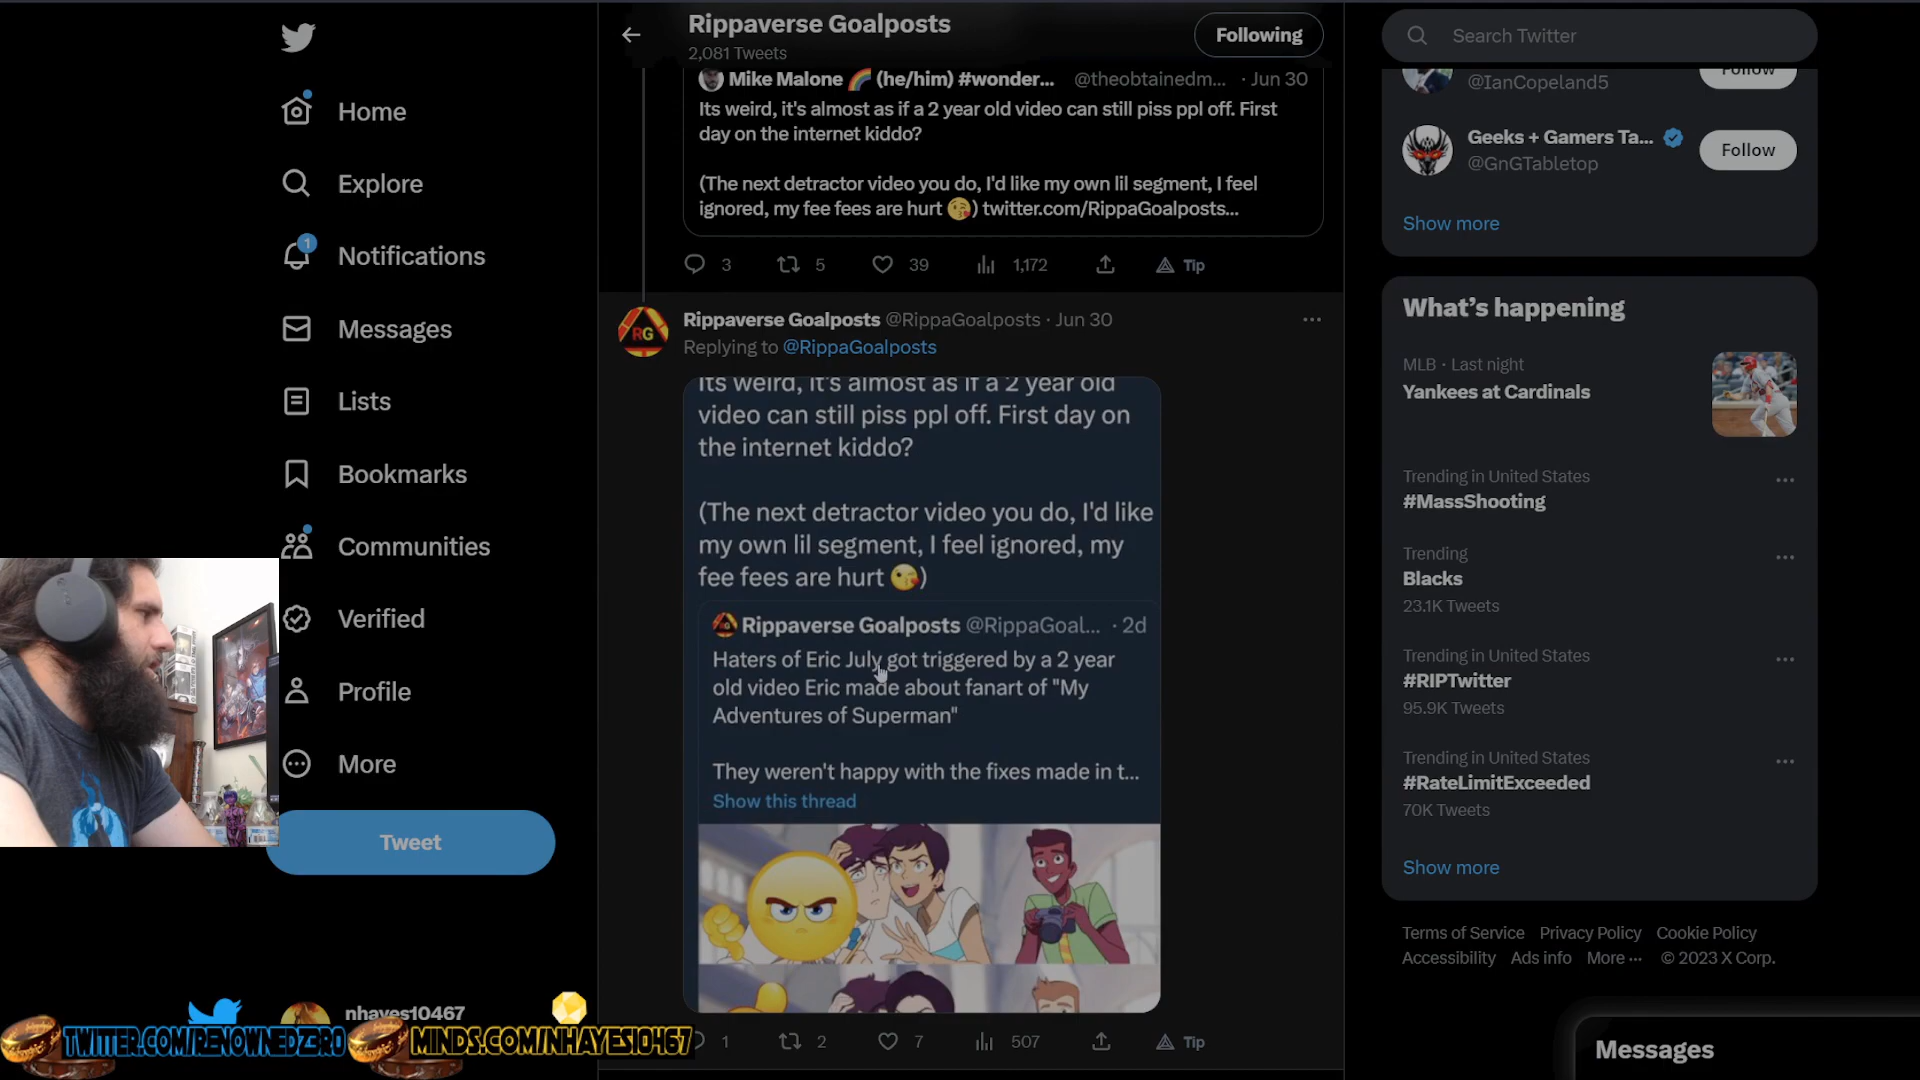 Rippaverse Goalposts
2,081 Tweets
Following
Search Twitter
Home
Explore
1
Notifications
Messages
Lists
Bookmarks
Communities
Verified
Profile
More
Tweet
nhayes10467
TWITTER.COM/RENOWNEDZ3R0
MINDS.COM/NHAYES10467
Mike Malone 🌈 (he/him) #wonder... @theobtainedm... · Jun 30
Its weird, it's almost as if a 2 year old video can still piss ppl off. First
day on the internet kiddo?
(The next detractor video you do, I'd like my own lil segment, I feel
ignored, my fee fees are hurt 😘) twitter.com/RippaGoalposts...
3 5 39 1,172 Tip
RG
Rippaverse Goalposts @RippaGoalposts · Jun 30
Replying to @RippaGoalposts
Its weird, it's almost as if a 2 year old
video can still piss ppl off. First day on
the internet kiddo?
(The next detractor video you do, I'd like
my own lil segment, I feel ignored, my
fee fees are hurt 😘)
Rippaverse Goalposts @RippaGoal... · 2d
Haters of Eric July got triggered by a 2 year
old video Eric made about fanart of "My
Adventures of Superman"
They weren't happy with the fixes made in t...
Show this thread
1 2 7 507 Tip
@IanCopeland5
Follow
Geeks + Gamers Ta...
@GnGTabletop
Follow
Show more
What's happening
MLB · Last night
Yankees at Cardinals
Trending in United States
#MassShooting
Trending
Blacks
23.1K Tweets
Trending in United States
#RIPTwitter
95.9K Tweets
Trending in United States
#RateLimitExceeded
70K Tweets
Show more
Terms of Service Privacy Policy Cookie Policy
Accessibility Ads info More ··· © 2023 X Corp.
Messages